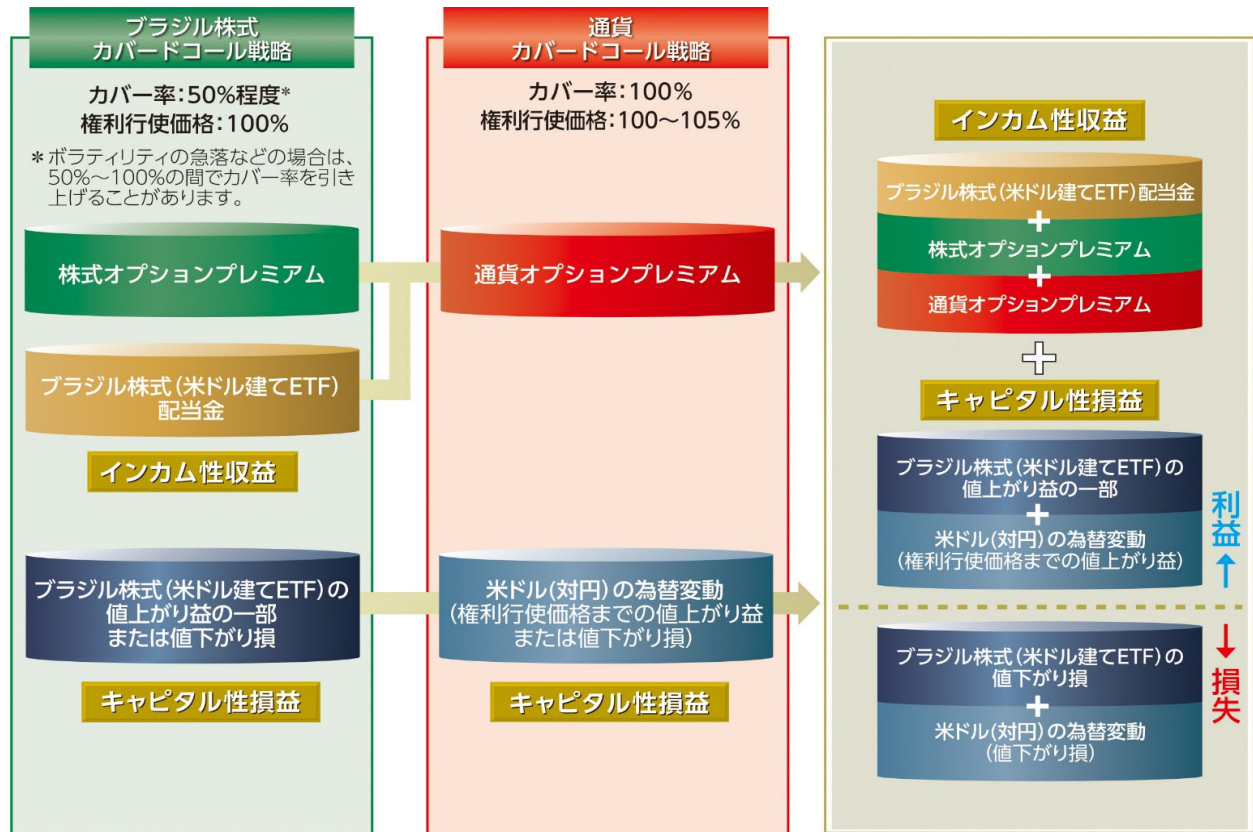 ブラジル株式
カバードコール戦略
カバー率:50%程度*
権利行使価格:100%
*ボラティリティの急落などの場合は、
50%~100%の間でカバー率を引き
上げることがあります。
株式オプションプレミアム
ブラジル株式(米ドル建てETF)
配当金
インカム性収益
ブラジル株式(米ドル建てETF)の
値上がり益の一部
または値下がり損
キャピタル性損益
通貨
カバードコール戦略
カバー率:100%
権利行使価格:100~105%
通貨オプションプレミアム
米ドル(対円)の為替変動
(権利行使価格までの値上がり益
または値下がり損)
キャピタル性損益
インカム性収益
ブラジル株式(米ドル建てETF)配当金
+
株式オプションプレミアム
+
通貨オプションプレミアム
+
キャピタル性損益
ブラジル株式(米ドル建てETF)の
値上がり益の一部
+
米ドル(対円)の為替変動
(権利行使価格までの値上がり益)
利益↑
↓損失
ブラジル株式(米ドル建てETF)の
値下がり損
+
米ドル(対円)の為替変動
(値下がり損)